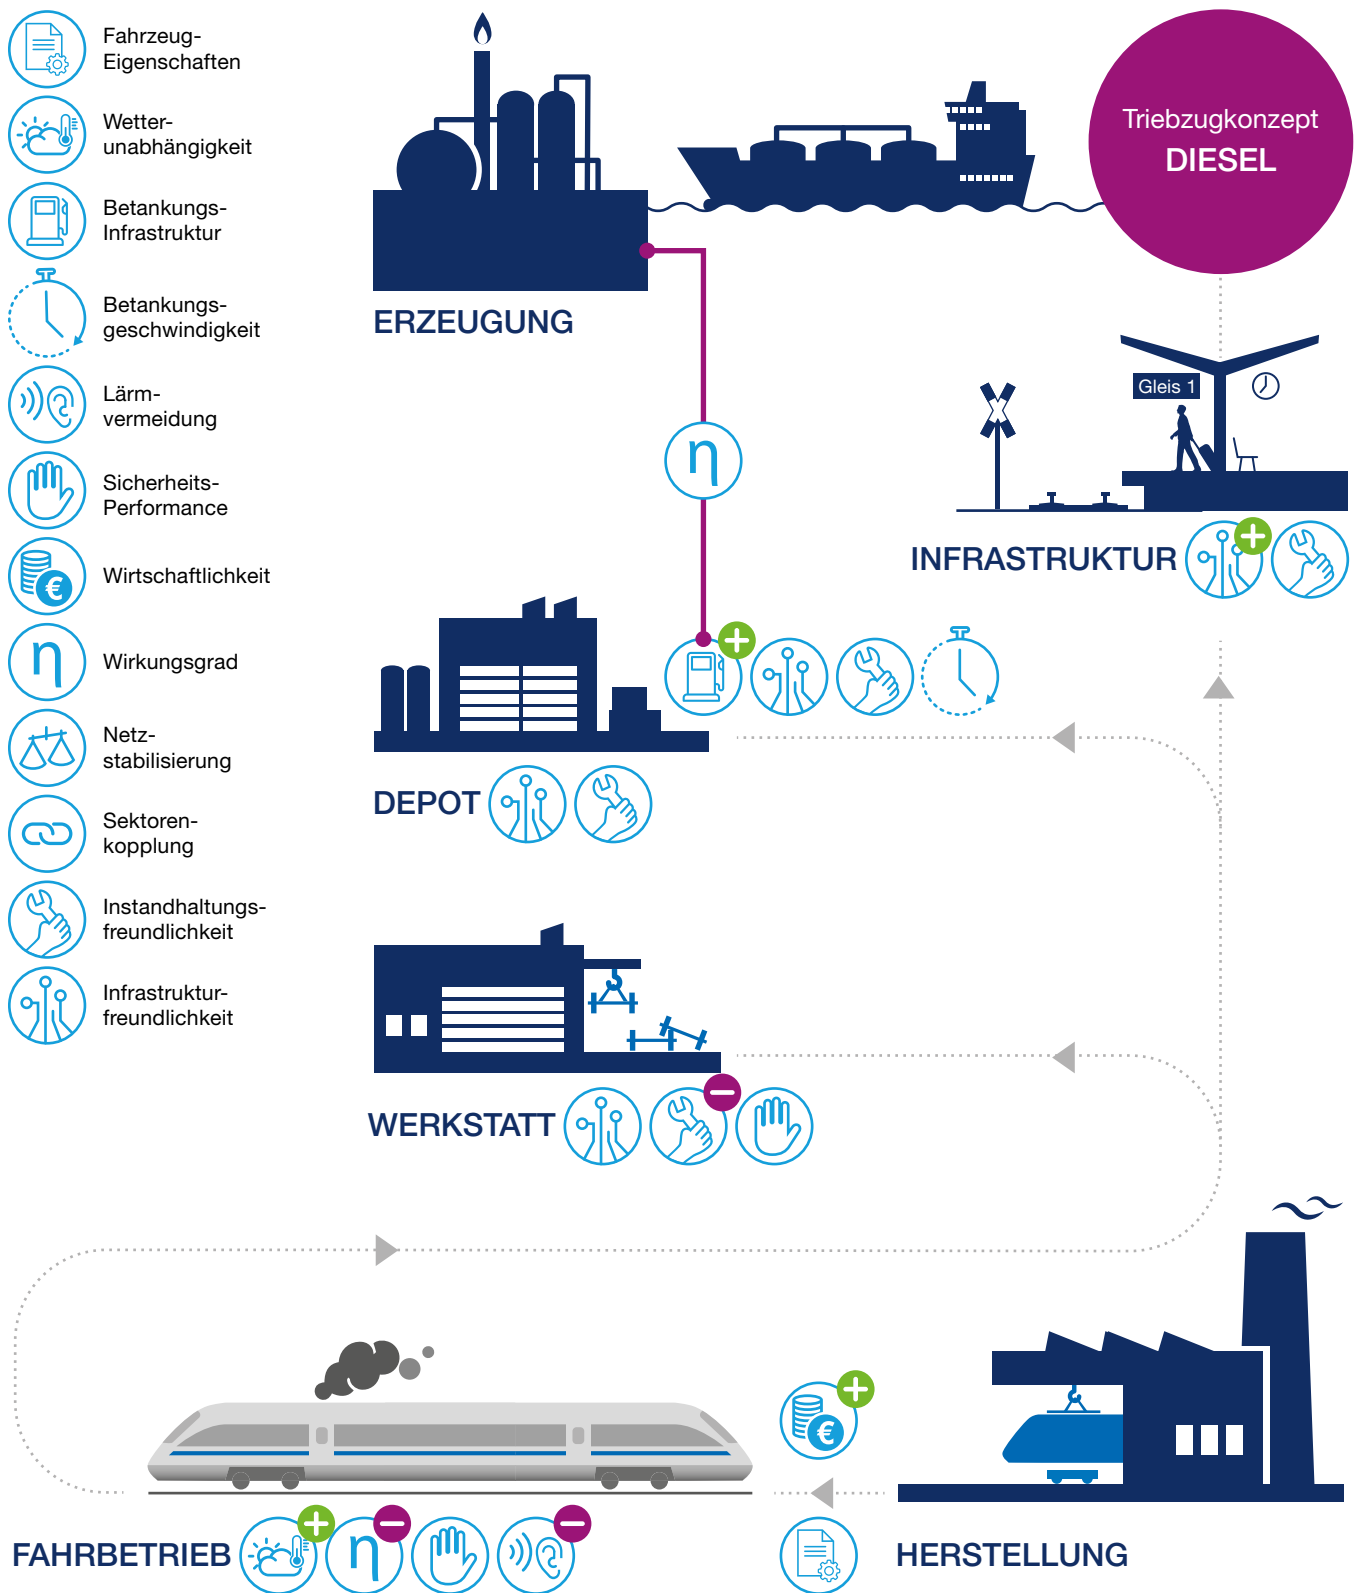 Fahrzeug-
Eigenschaften
Wetter-
unabhängigkeit
Betankungs-
Infrastruktur
Betankungs-
geschwindigkeit
Lärm-
vermeidung
Sicherheits-
Performance
€
Wirtschaftlichkeit
η
Wirkungsgrad
Netz-
stabilisierung
Sektoren-
kopplung
Instandhaltungs-
freundlichkeit
Infrastruktur-
freundlichkeit
Triebzugkonzept
DIESEL
ERZEUGUNG
η
Gleis 1
INFRASTRUKTUR
DEPOT
WERKSTATT
€
FAHRBETRIEB
η
HERSTELLUNG